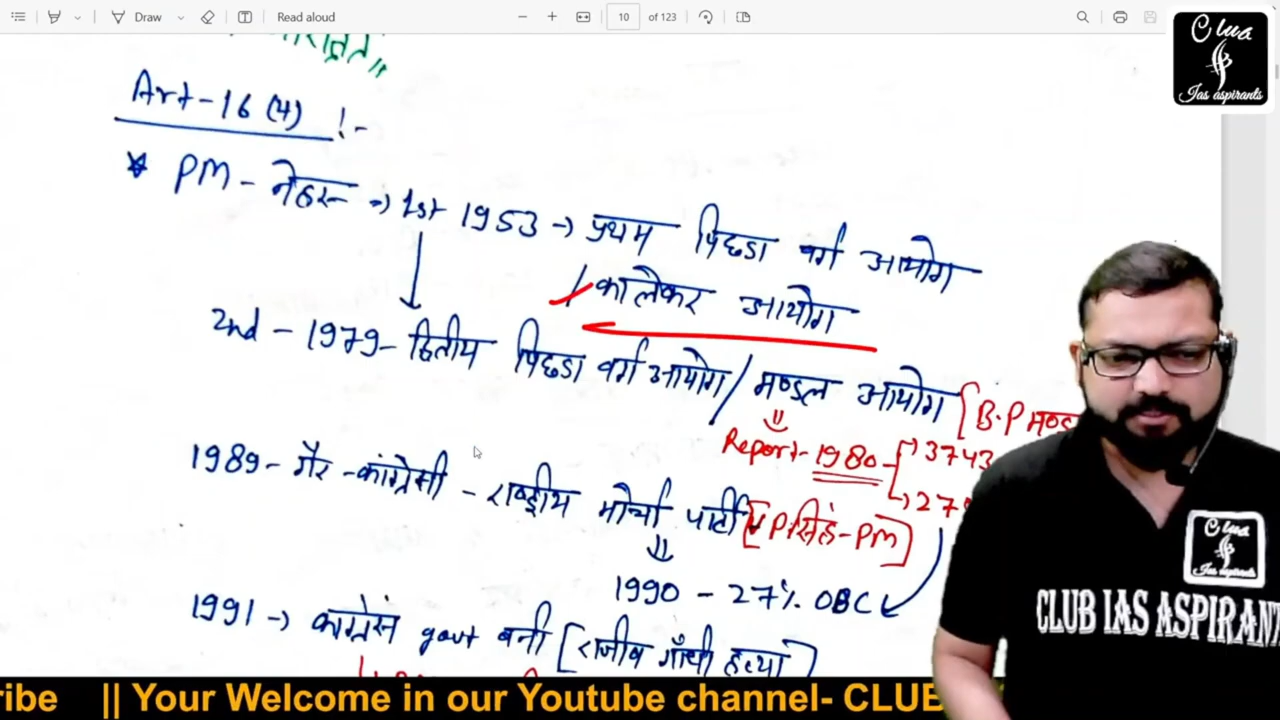 Draw
Read aloud
10 of 123
Club
Ias aspirants
Art-16 (4) :-
* PM - नेहरू → 1st 1953 → प्रथम पिछडा वर्ग आयोग
/ कालेकर आयोग
2nd - 1979 - द्वितीय पिछडा वर्ग आयोग / मण्डल आयोग [B.P मण्ड
Report - 1980 → 3743
→ 27
1989 - गैर - कांग्रेसी - राष्ट्रीय मोर्चा पार्टी [V P सिंह - PM]
1990 - 27% OBC
1991 → कांग्रेस govt बनी [राजीव गाँधी हत्या]
CLUB IAS ASPIRANT
ribe || Your Welcome in our Youtube channel- CLUB